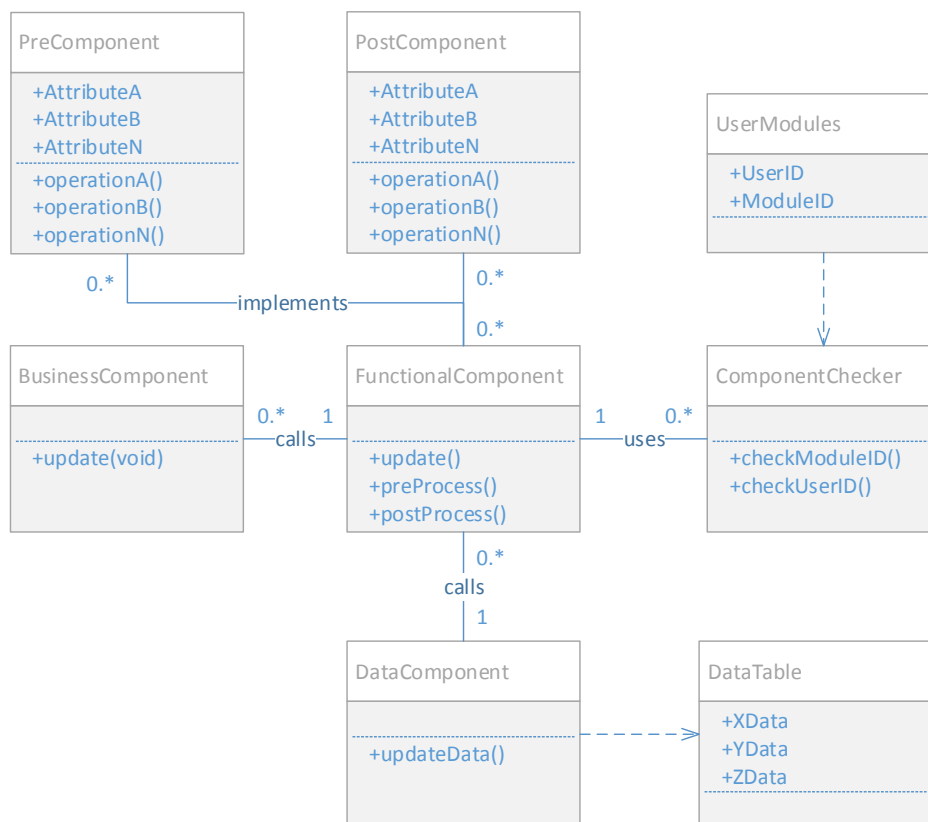 PreComponent
+AttributeA
+AttributeB
+AttributeN
+operationA()
+operationB()
+operationN()
PostComponent
+AttributeA
+AttributeB
+AttributeN
+operationA()
+operationB()
+operationN()
UserModules
+UserID
+ModuleID
0.*
0.*
implements
0.*
BusinessComponent
+update(void)
0.*
1
calls
FunctionalComponent
+update()
+preProcess()
+postProcess()
1
0.*
uses
ComponentChecker
+checkModuleID()
+checkUserID()
0.*
calls
1
DataComponent
+updateData()
DataTable
+XData
+YData
+ZData